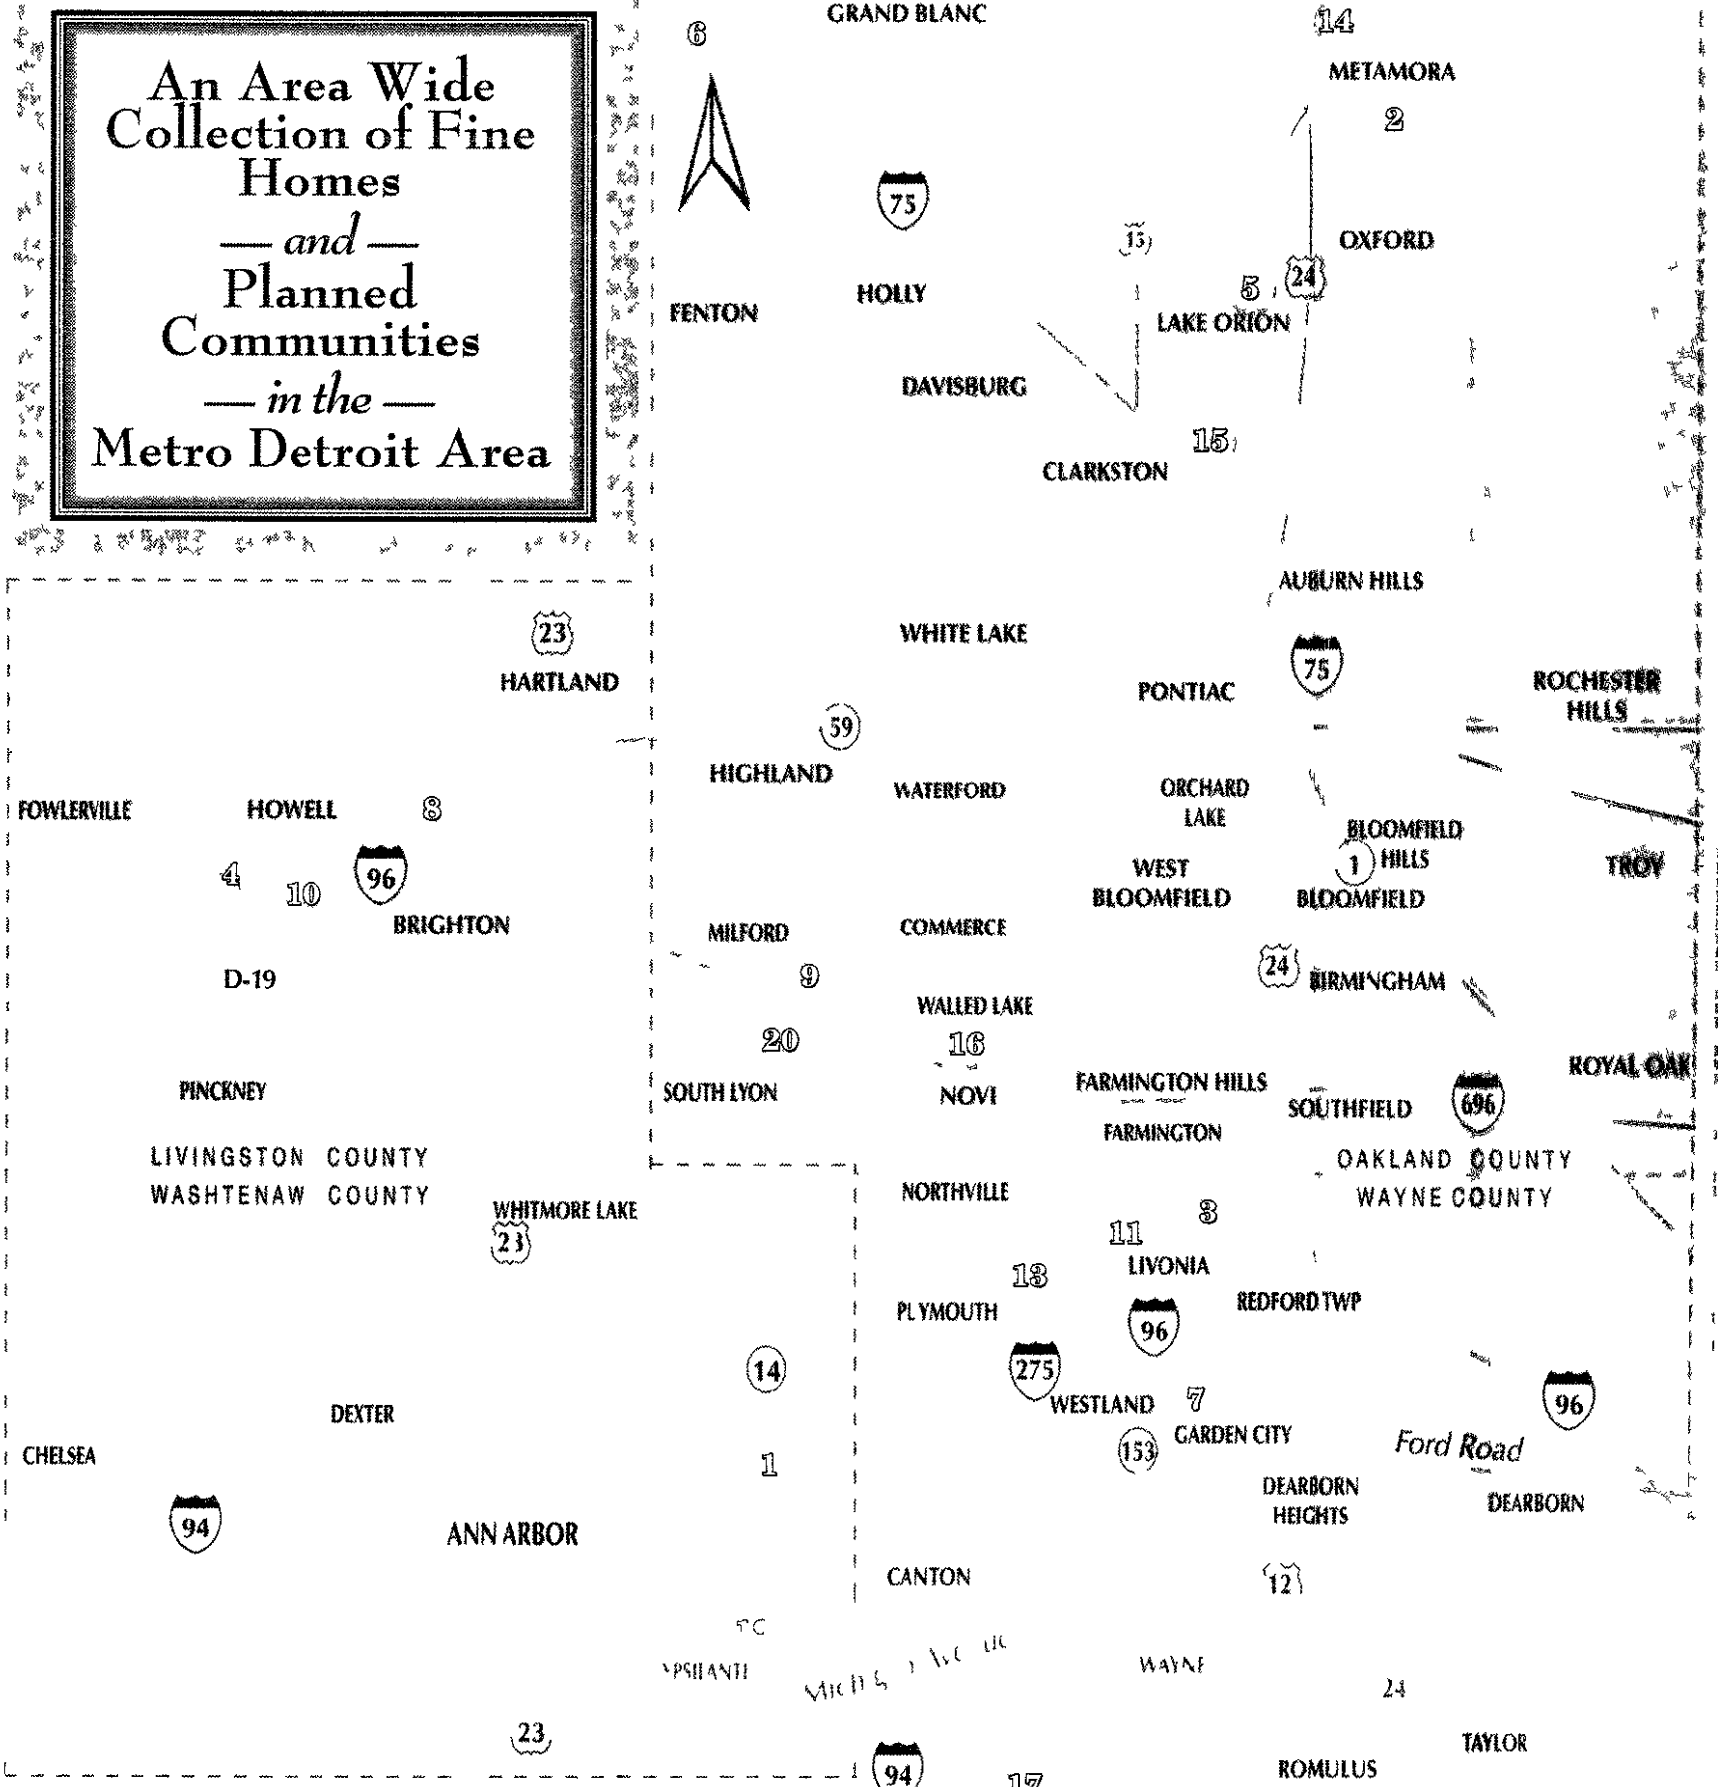 An Area Wide
Collection of Fine
Homes
— and —
Planned
Communities
— in the —
Metro Detroit Area
6
GRAND BLANC
14
METAMORA
2
75
15
OXFORD
24
5
HOLLY
FENTON
LAKE ORION
DAVISBURG
15
CLARKSTON
AUBURN HILLS
23
WHITE LAKE
HARTLAND
75
PONTIAC
ROCHESTER
HILLS
59
HIGHLAND
WATERFORD
ORCHARD
LAKE
FOWLERVILLE
HOWELL
8
BLOOMFIELD
HILLS
1
4
10
96
WEST
BLOOMFIELD
BLOOMFIELD
TROY
BRIGHTON
MILFORD
COMMERCE
D-19
9
24
BIRMINGHAM
WALLED LAKE
20
16
PINCKNEY
SOUTH LYON
NOVI
FARMINGTON HILLS
SOUTHFIELD
696
ROYAL OAK
FARMINGTON
LIVINGSTON COUNTY
WASHTENAW COUNTY
OAKLAND COUNTY
WAYNE COUNTY
WHITMORE LAKE
23
NORTHVILLE
3
11
LIVONIA
13
PLYMOUTH
96
REDFORD TWP
14
275
WESTLAND
7
96
DEXTER
153
GARDEN CITY
Ford Road
CHELSEA
1
DEARBORN
HEIGHTS
DEARBORN
94
ANN ARBOR
CANTON
12
YPSILANTI
WAYNE
24
23
94
17
TAYLOR
ROMULUS